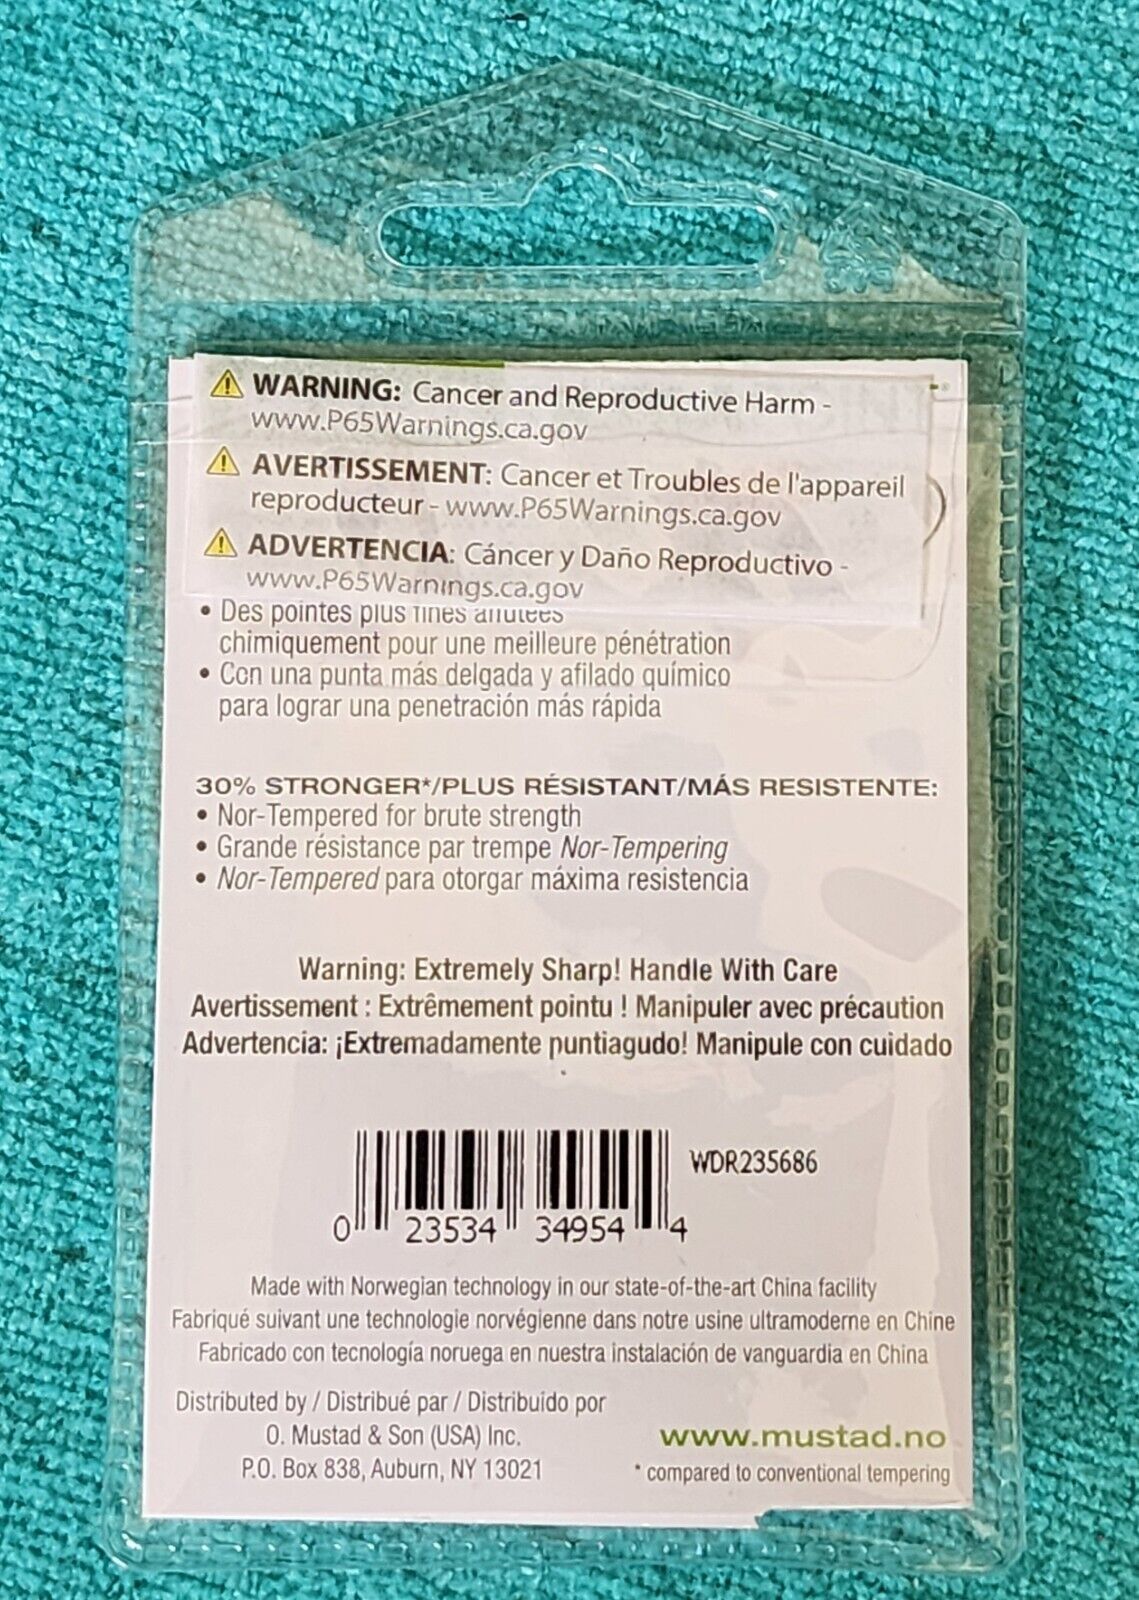 WARNING: Cancer and Reproductive Harm -
www.P65Warnings.ca.gov
AVERTISSEMENT: Cancer et Troubles de l'appareil
reproducteur - www.P65Warnings.ca.gov
ADVERTENCIA: Cáncer y Daño Reproductivo -
www.P65Warnings.ca.gov
• Des pointes plus fines affûtées
chimiquement pour une meilleure pénétration
• Con una punta más delgada y afilado químico
para lograr una penetración más rápida
30% STRONGER*/PLUS RÉSISTANT/MÁS RESISTENTE:
• Nor-Tempered for brute strength
• Grande résistance par trempe Nor-Tempering
• Nor-Tempered para otorgar máxima resistencia
Warning: Extremely Sharp! Handle With Care
Avertissement : Extrêmement pointu ! Manipuler avec précaution
Advertencia: ¡Extremadamente puntiagudo! Manipule con cuidado
WDR235686
0 23534 34954 4
Made with Norwegian technology in our state-of-the-art China facility
Fabriqué suivant une technologie norvégienne dans notre usine ultramoderne en Chine
Fabricado con tecnología noruega en nuestra instalación de vanguardia en China
Distributed by / Distribué par / Distribuido por
O. Mustad & Son (USA) Inc.
P.O. Box 838, Auburn, NY 13021
www.mustad.no
* compared to conventional tempering